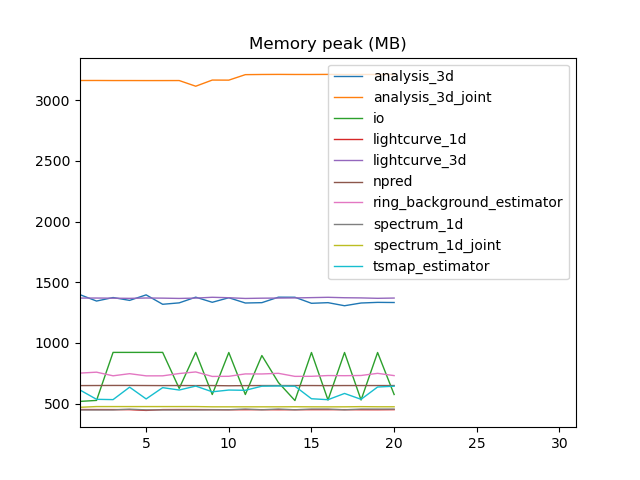 Memory peak (MB)
3000
2500
2000
1500
1000
500
5
10
15
20
25
30
analysis_3d
analysis_3d_joint
io
lightcurve_1d
lightcurve_3d
npred
ring_background_estimator
spectrum_1d
spectrum_1d_joint
tsmap_estimator